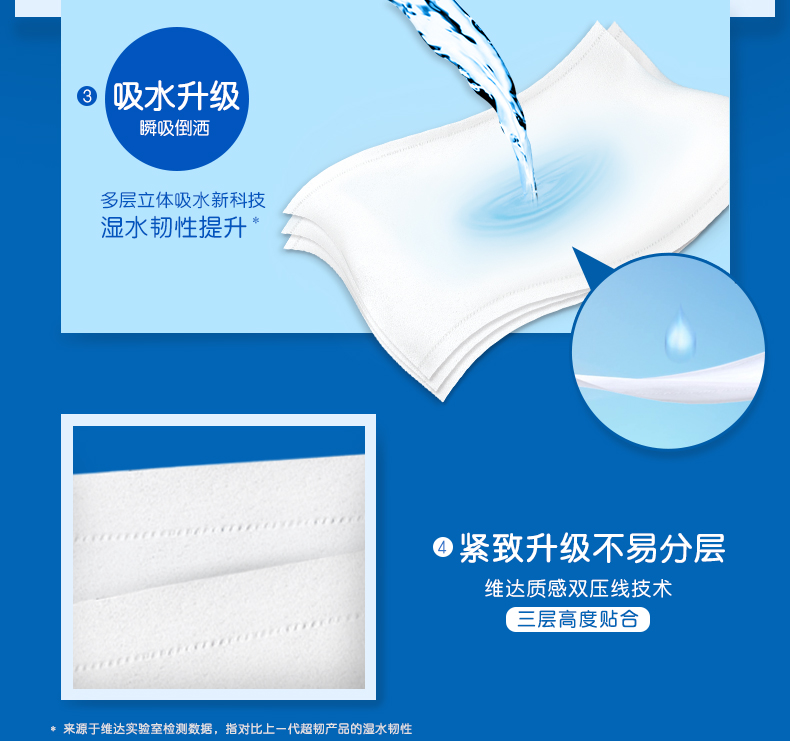 3
吸水升级
瞬吸倒洒
多层立体吸水新科技
湿水韧性提升*
4 紧致升级不易分层
维达质感双压线技术
三层高度贴合
* 来源于维达实验室检测数据，指对比上一代超韧产品的湿水韧性